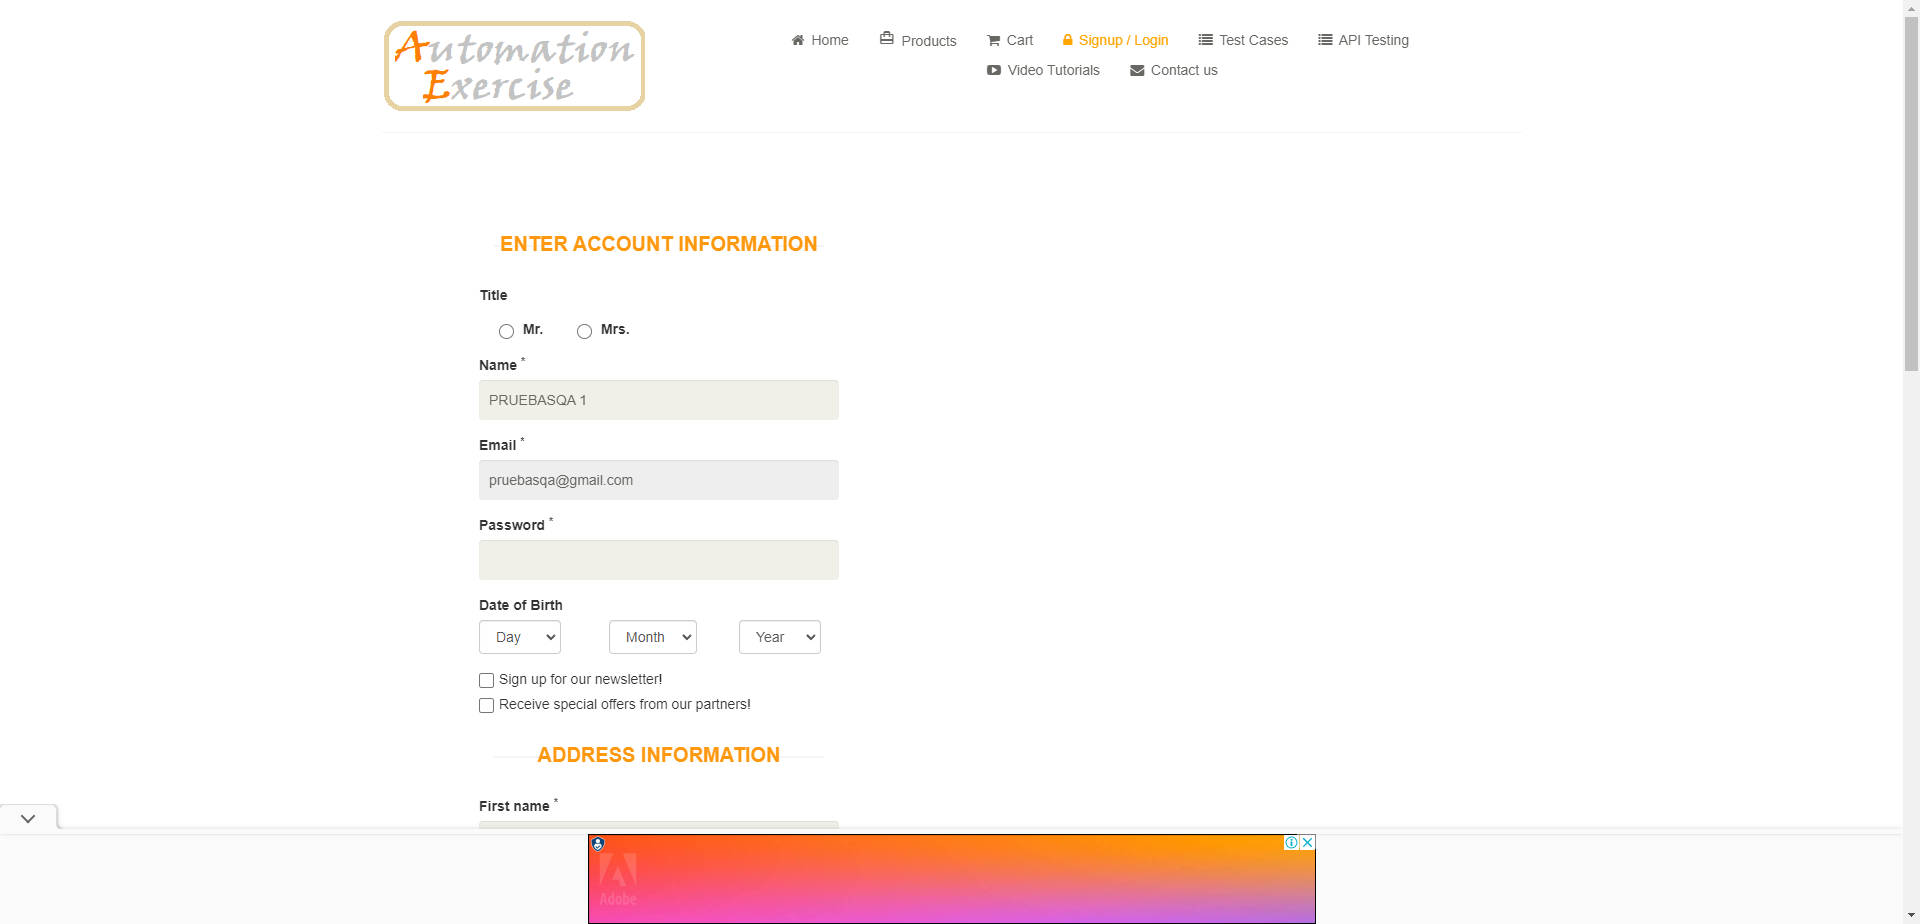 Automation
Exercise
Home
Products
Cart
Signup / Login
Test Cases
API Testing
Video Tutorials
Contact us
ENTER ACCOUNT INFORMATION
Title
Mr.
Mrs.
Name *
PRUEBASQA 1
Email *
pruebasqa@gmail.com
Password *
Date of Birth
Day
Month
Year
Sign up for our newsletter!
Receive special offers from our partners!
ADDRESS INFORMATION
First name *
Adobe